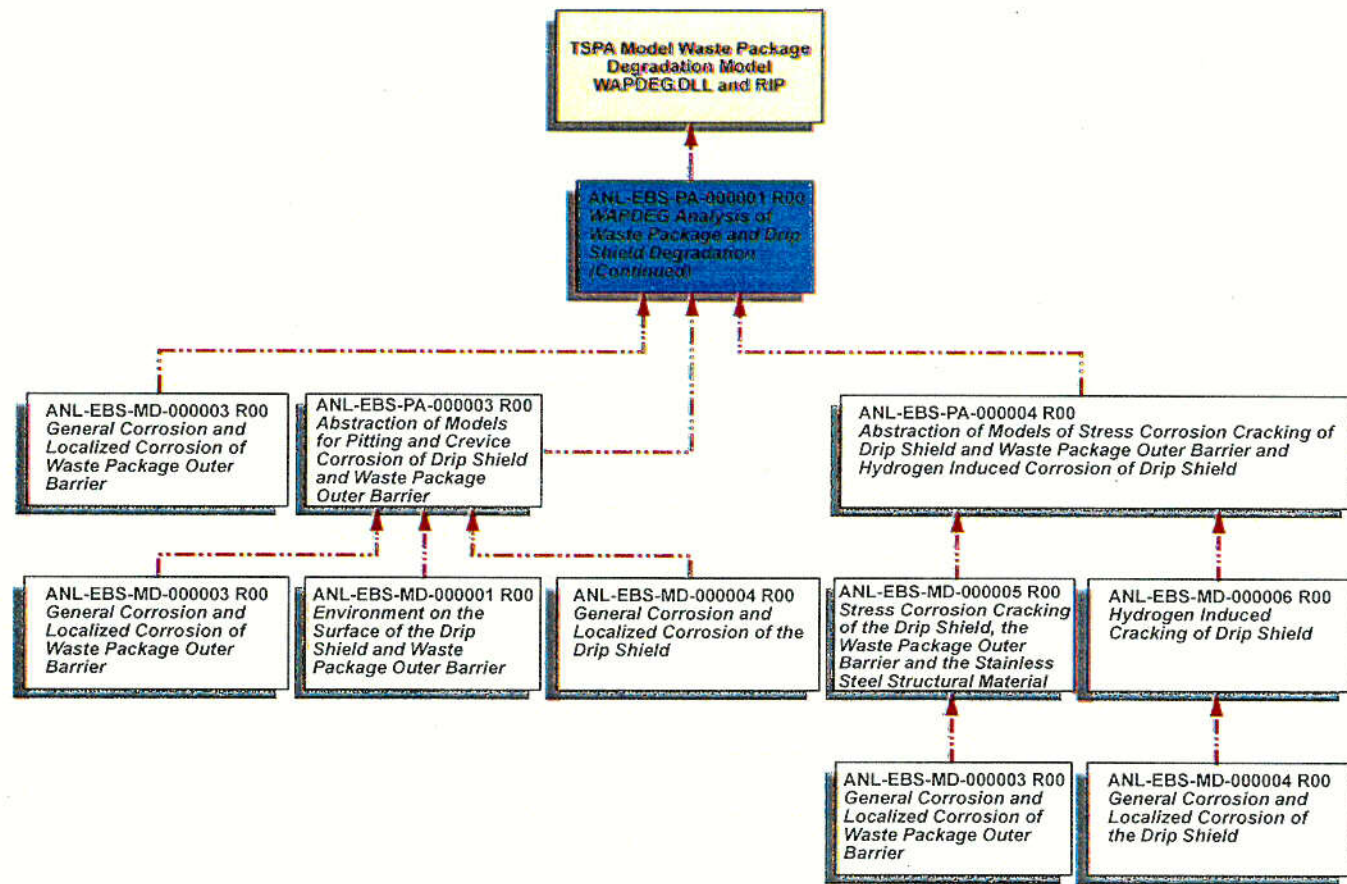 TSPA Model Waste Package
Degradation Model
WAPDEG.DLL and RIP
ANL-EBS-PA-000001 R00
WAPDEG Analysis of
Waste Package and Drip
Shield Degradation
(Continued)
ANL-EBS-MD-000003 R00
General Corrosion and
Localized Corrosion of
Waste Package Outer
Barrier
ANL-EBS-PA-000003 R00
Abstraction of Models
for Pitting and Crevice
Corrosion of Drip Shield
and Waste Package
Outer Barrier
ANL-EBS-PA-000004 R00
Abstraction of Models of Stress Corrosion Cracking of
Drip Shield and Waste Package Outer Barrier and
Hydrogen Induced Corrosion of Drip Shield
ANL-EBS-MD-000003 R00
General Corrosion and
Localized Corrosion of
Waste Package Outer
Barrier
ANL-EBS-MD-000001 R00
Environment on the
Surface of the Drip
Shield and Waste
Package Outer Barrier
ANL-EBS-MD-000004 R00
General Corrosion and
Localized Corrosion of the
Drip Shield
ANL-EBS-MD-000005 R00
Stress Corrosion Cracking
of the Drip Shield, the
Waste Package Outer
Barrier and the Stainless
Steel Structural Material
ANL-EBS-MD-000006 R00
Hydrogen Induced
Cracking of Drip Shield
ANL-EBS-MD-000003 R00
General Corrosion and
Localized Corrosion of
Waste Package Outer
Barrier
ANL-EBS-MD-000004 R00
General Corrosion and
Localized Corrosion of
the Drip Shield